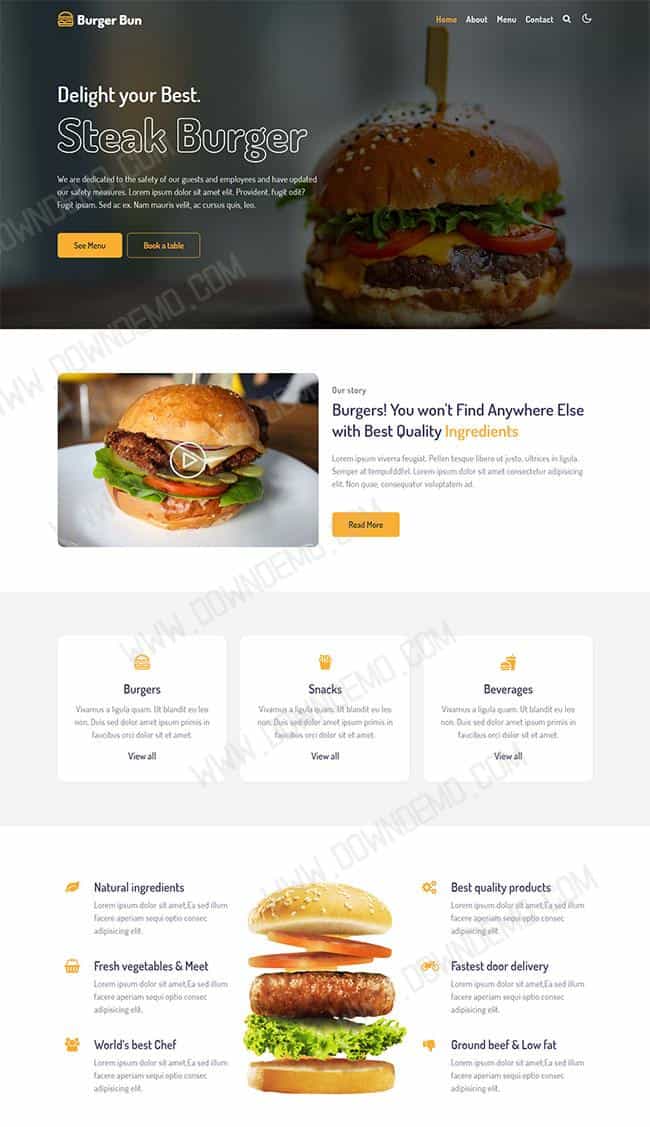 Burger Bun
Home About Menu Contact
Delight your Best.
Steak Burger
We are dedicated to the safety of our guests and employees and have updated
our safety measures. Lorem ipsum dolor sit amet elit. Provident, fugit odit?
Fugit ipsam. Sed ac ex. Nam mauris velit, ac cursus quis, leo.
See Menu Book a table
Our story
Burgers! You won't Find Anywhere Else
with Best Quality Ingredients
Lorem ipsum viverra feugiat. Pellen tesque libero ut justo, ultrices in ligula.
Semper at tempufddfel. Lorem ipsum dolor sit amet consectetur adipisicing
elit. Non quae, consequatur voluptatem ad.
Read More
Burgers
Vivamus a ligula quam. Ut blandit eu leo
non. Duis sed dolor amet ipsum primis in
faucibus orci dolor sit et amet.
View all
Snacks
Vivamus a ligula quam. Ut blandit eu leo
non. Duis sed dolor amet ipsum primis in
faucibus orci dolor sit et amet.
View all
Beverages
Vivamus a ligula quam. Ut blandit eu leo
non. Duis sed dolor amet ipsum primis in
faucibus orci dolor sit et amet.
View all
Natural ingredients
Lorem ipsum dolor sit amet,Ea sed illum
facere aperiam sequi optio consec
adipisicing elit.
Fresh vegetables & Meet
Lorem ipsum dolor sit amet,Ea sed illum
facere aperiam sequi optio consec
adipisicing elit.
World's best Chef
Lorem ipsum dolor sit amet,Ea sed illum
facere aperiam sequi optio consec
adipisicing elit.
Best quality products
Lorem ipsum dolor sit amet,Ea sed illum
facere aperiam sequi optio consec
adipisicing elit.
Fastest door delivery
Lorem ipsum dolor sit amet,Ea sed illum
facere aperiam sequi optio consec
adipisicing elit.
Ground beef & Low fat
Lorem ipsum dolor sit amet,Ea sed illum
facere aperiam sequi optio consec
adipisicing elit.
WWW.DOWNDEMO.COM
WWW.DOWNDEMO.COM
WWW.DOWNDEMO.COM
WWW.DOWNDEMO.COM
WWW.DOWNDEMO.COM